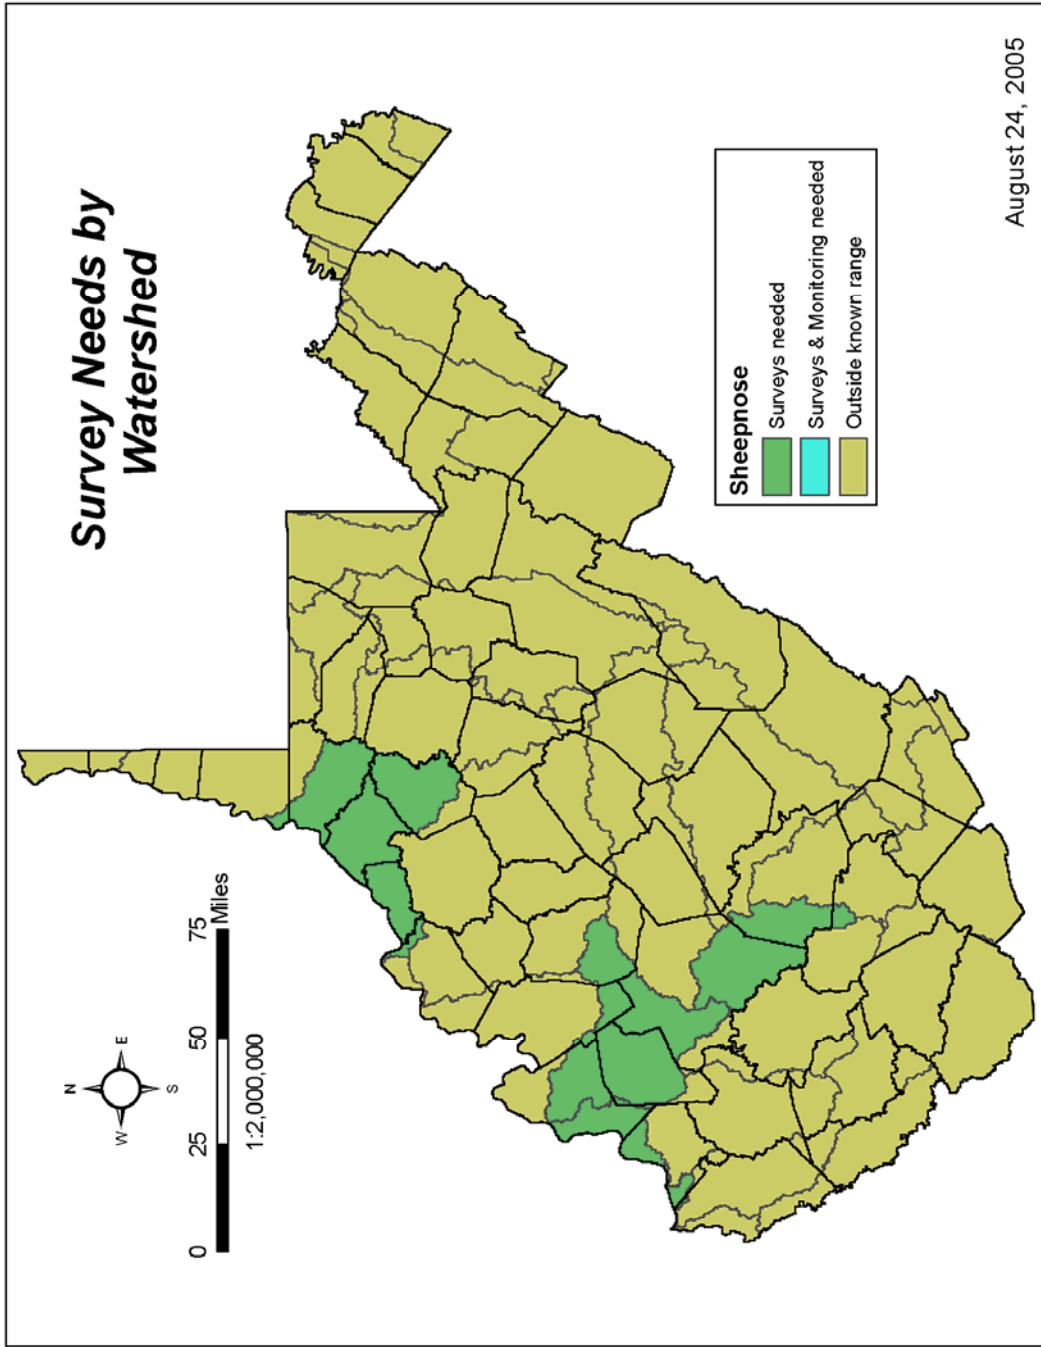 Survey Needs by
Watershed
N
W
E
S
0
25
50
75
Miles
1:2,000,000
Sheepnose
Surveys needed
Surveys & Monitoring needed
Outside known range
August 24, 2005